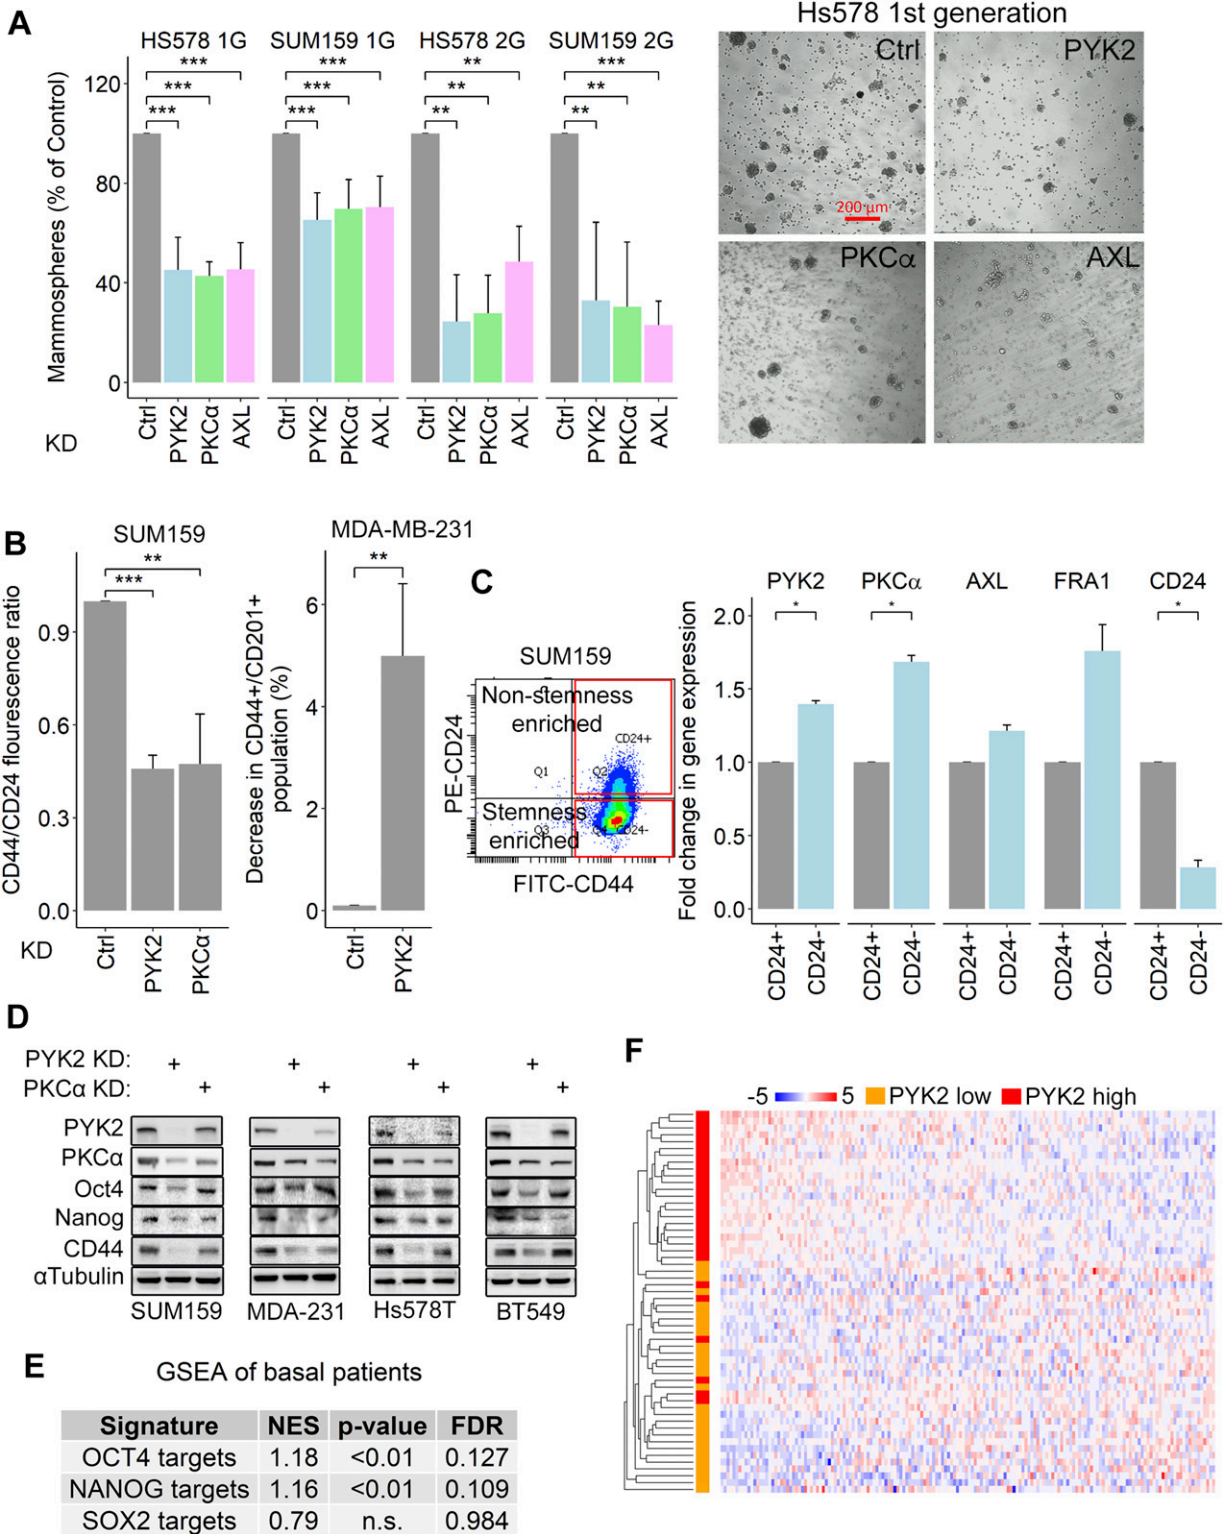 A
HS578 1G SUM159 1G HS578 2G SUM159 2G
Mammospheres (% of Control)
120
80
40
0
*** *** ***
*** *** ***
** ** **
** ** ***
Ctrl PYK2 PKCα AXL Ctrl PYK2 PKCα AXL Ctrl PYK2 PKCα AXL Ctrl PYK2 PKCα AXL
KD
Hs578 1st generation
Ctrl
200 µm
PYK2
PKCα
AXL
B
SUM159
CD44/CD24 flourescence ratio
0.9
0.6
0.3
0.0
**
***
Ctrl PYK2 PKCα
KD
MDA-MB-231
Decrease in CD44+/CD201+
population (%)
6
4
2
0
**
Ctrl PYK2
C
SUM159
Non-stemness
enriched
CD24+
Q1 Q2
Stemness
enriched
Q3 CD24-
PE-CD24
FITC-CD44
PYK2 PKCα AXL FRA1 CD24
Fold change in gene expression
2.0
1.5
1.0
0.5
0.0
* * *
CD24+ CD24- CD24+ CD24- CD24+ CD24- CD24+ CD24- CD24+ CD24-
D
PYK2 KD: + + + +
PKCα KD: + + + +
PYK2
PKCα
Oct4
Nanog
CD44
αTubulin
SUM159 MDA-231 Hs578T BT549
E
GSEA of basal patients
Signature NES p-value FDR
OCT4 targets 1.18 <0.01 0.127
NANOG targets 1.16 <0.01 0.109
SOX2 targets 0.79 n.s. 0.984
F
-5 5 PYK2 low PYK2 high